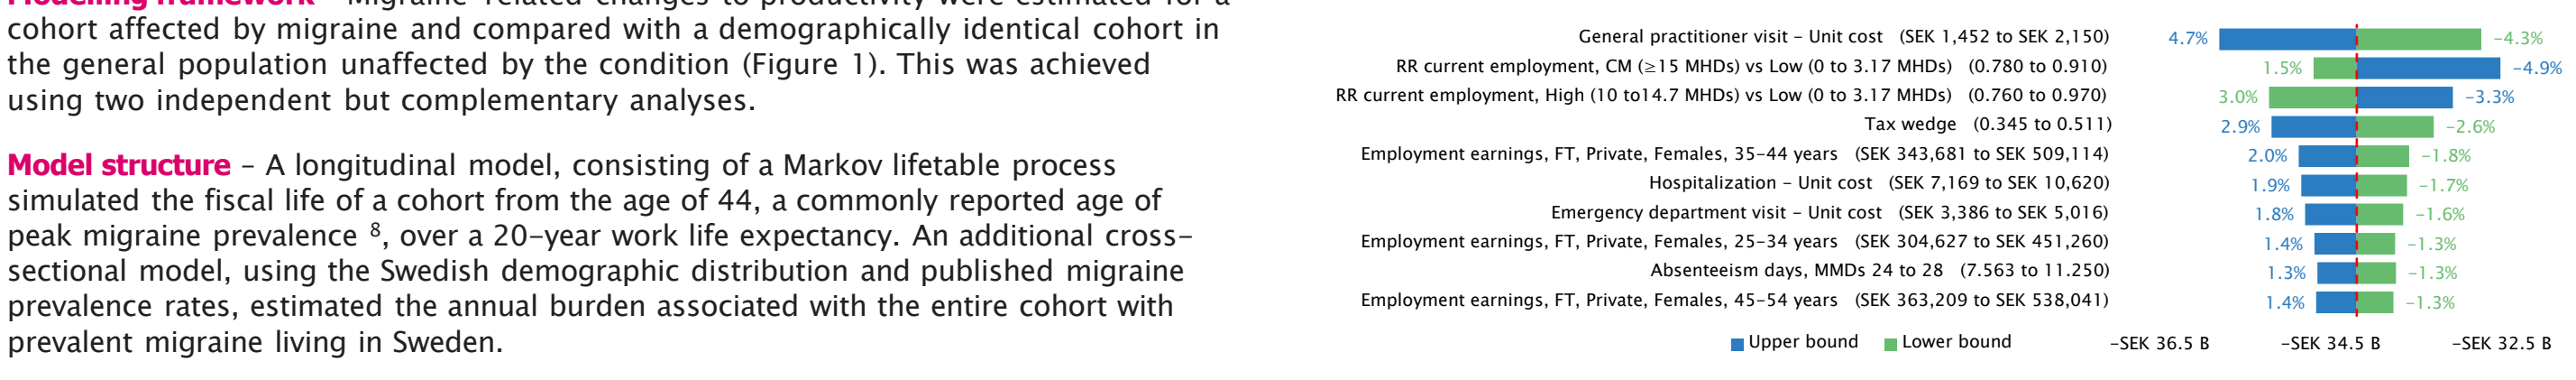 Modelling framework – Migraine-related changes to productivity were estimated for a
cohort affected by migraine and compared with a demographically identical cohort in
the general population unaffected by the condition (Figure 1). This was achieved
using two independent but complementary analyses.
Model structure – A longitudinal model, consisting of a Markov lifetable process
simulated the fiscal life of a cohort from the age of 44, a commonly reported age of
peak migraine prevalence 8, over a 20-year work life expectancy. An additional cross-
sectional model, using the Swedish demographic distribution and published migraine
prevalence rates, estimated the annual burden associated with the entire cohort with
prevalent migraine living in Sweden.
General practitioner visit – Unit cost (SEK 1,452 to SEK 2,150) 4.7% -4.3%
RR current employment, CM (≥15 MHDs) vs Low (0 to 3.17 MHDs) (0.780 to 0.910) 1.5% -4.9%
RR current employment, High (10 to14.7 MHDs) vs Low (0 to 3.17 MHDs) (0.760 to 0.970) 3.0% -3.3%
Tax wedge (0.345 to 0.511) 2.9% -2.6%
Employment earnings, FT, Private, Females, 35-44 years (SEK 343,681 to SEK 509,114) 2.0% -1.8%
Hospitalization - Unit cost (SEK 7,169 to SEK 10,620) 1.9% -1.7%
Emergency department visit - Unit cost (SEK 3,386 to SEK 5,016) 1.8% -1.6%
Employment earnings, FT, Private, Females, 25-34 years (SEK 304,627 to SEK 451,260) 1.4% -1.3%
Absenteeism days, MMDs 24 to 28 (7.563 to 11.250) 1.3% -1.3%
Employment earnings, FT, Private, Females, 45-54 years (SEK 363,209 to SEK 538,041) 1.4% -1.3%
Upper bound Lower bound -SEK 36.5 B -SEK 34.5 B -SEK 32.5 B